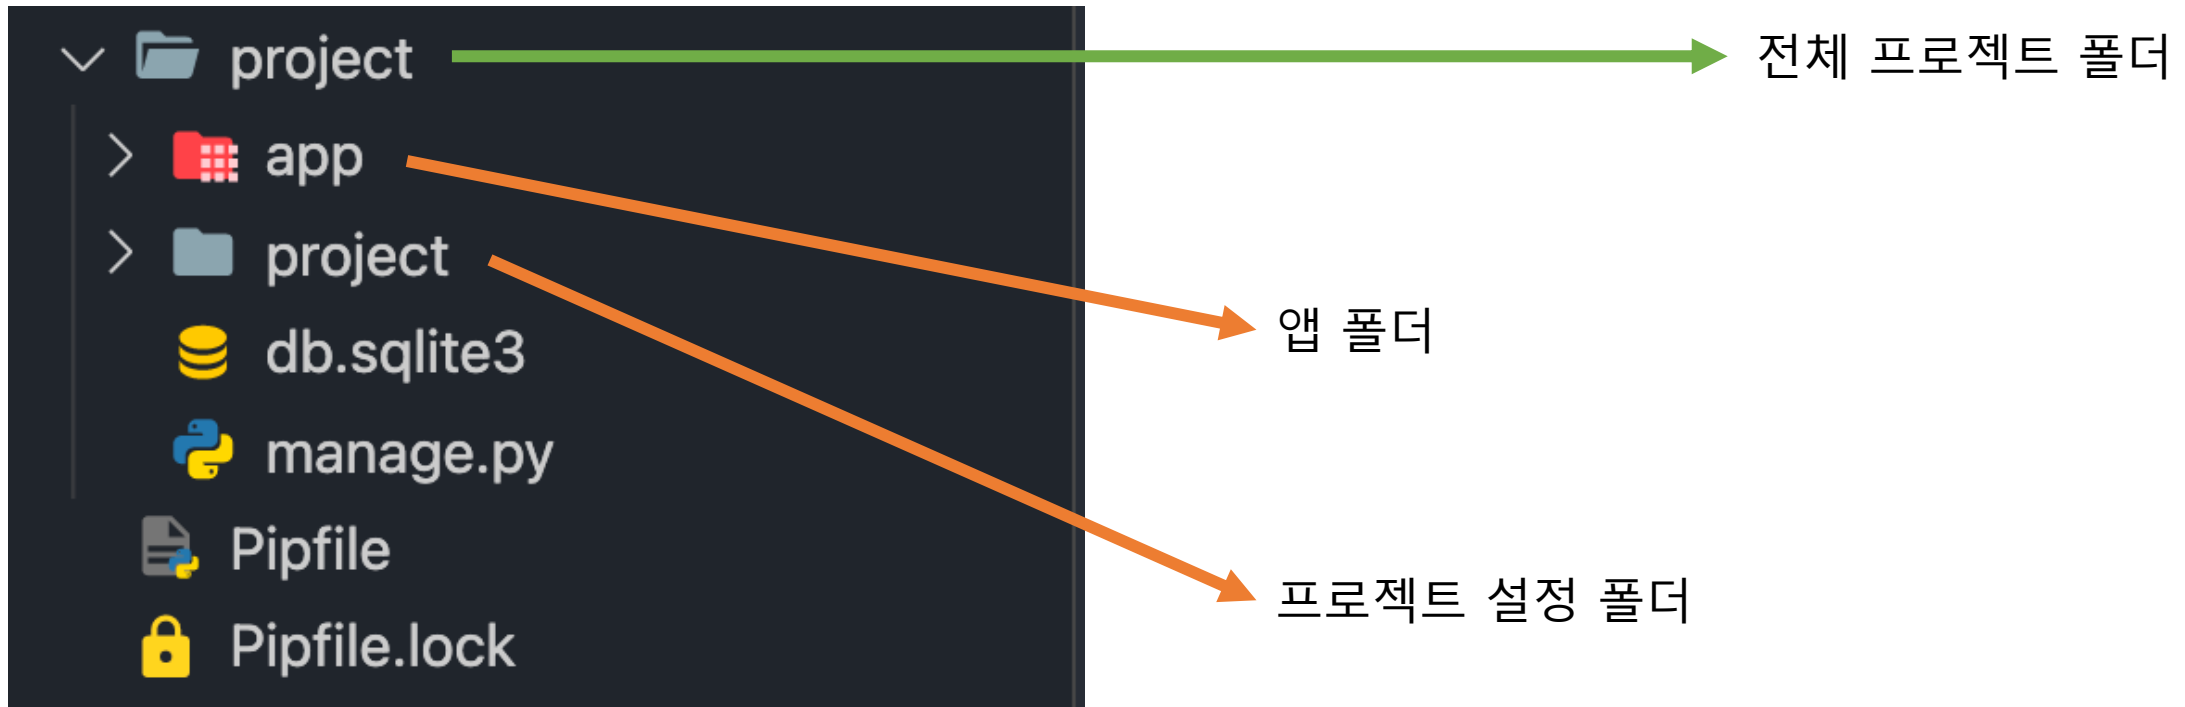 project
전체 프로젝트 폴더
app
project
앱 폴더
db.sqlite3
manage.py
Pipfile
프로젝트 설정 폴더
Pipfile.lock